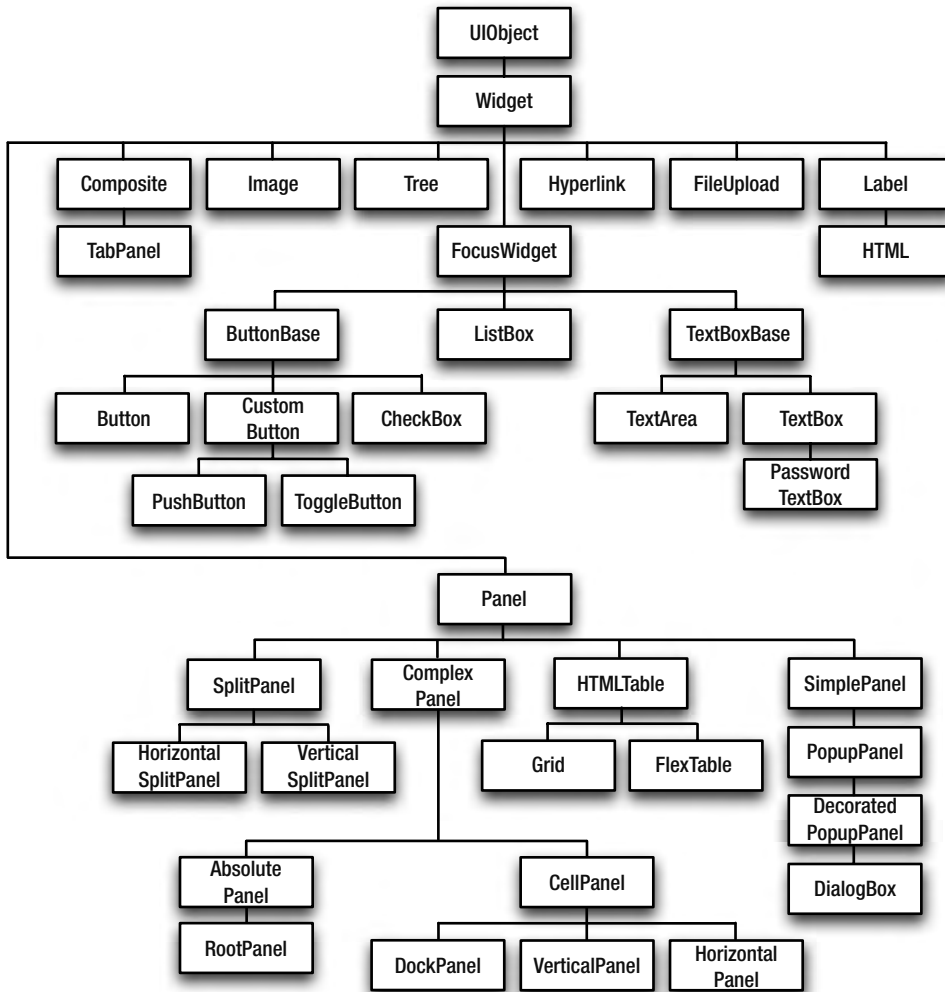 UIObject
Widget
Composite
Image
Tree
Hyperlink
FileUpload
Label
TabPanel
FocusWidget
HTML
ButtonBase
ListBox
TextBoxBase
Button
Custom
Button
CheckBox
TextArea
TextBox
PushButton
ToggleButton
Password
TextBox
Panel
SplitPanel
Complex
Panel
HTMLTable
SimplePanel
Horizontal
SplitPanel
Vertical
SplitPanel
Grid
FlexTable
PopupPanel
Decorated
PopupPanel
Absolute
Panel
CellPanel
DialogBox
RootPanel
DockPanel
VerticalPanel
Horizontal
Panel